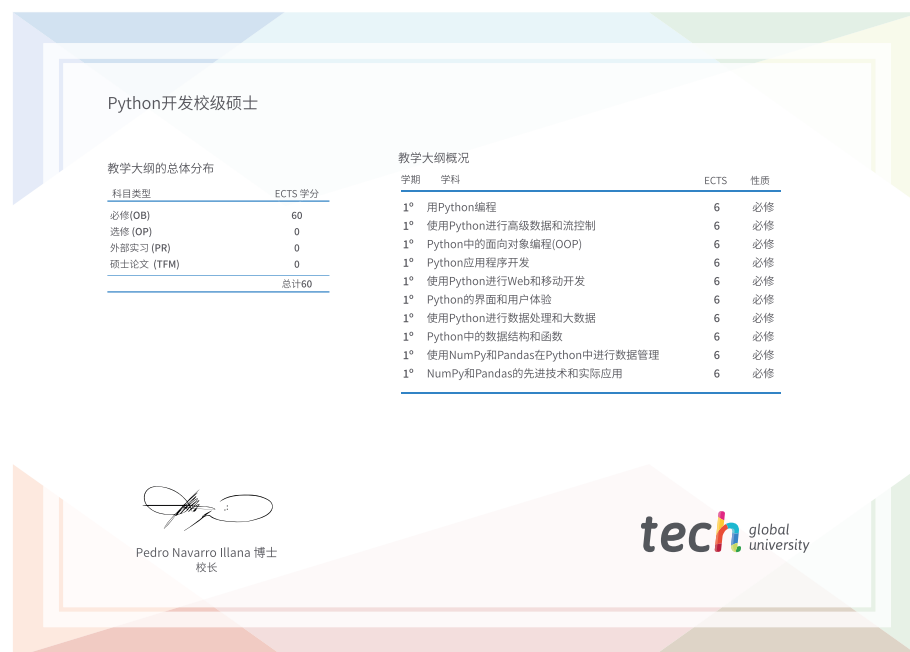 Python开发校级硕士
教学大纲的总体分布
科目类型 ECTS 学分
必修(OB) 60
选修 (OP) 0
外部实习 (PR) 0
硕士论文 (TFM) 0
总计60
教学大纲概况
学期 学科 ECTS 性质
1º 用Python编程 6 必修
1º 使用Python进行高级数据和流控制 6 必修
1º Python中的面向对象编程(OOP) 6 必修
1º Python应用程序开发 6 必修
1º 使用Python进行Web和移动开发 6 必修
1º Python的界面和用户体验 6 必修
1º 使用Python进行数据处理和大数据 6 必修
1º Python中的数据结构和函数 6 必修
1º 使用NumPy和Pandas在Python中进行数据管理 6 必修
1º NumPy和Pandas的先进技术和实际应用 6 必修
Pedro Navarro Illana 博士
校长
tech global
university